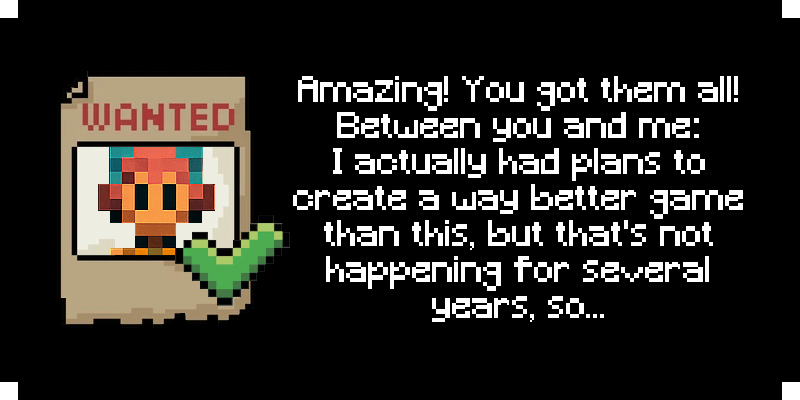 WANTED
Amazing! You got them all!
Between you and me:
I actually had plans to
create a way better game
than this, but that's not
happening for several
years, so...